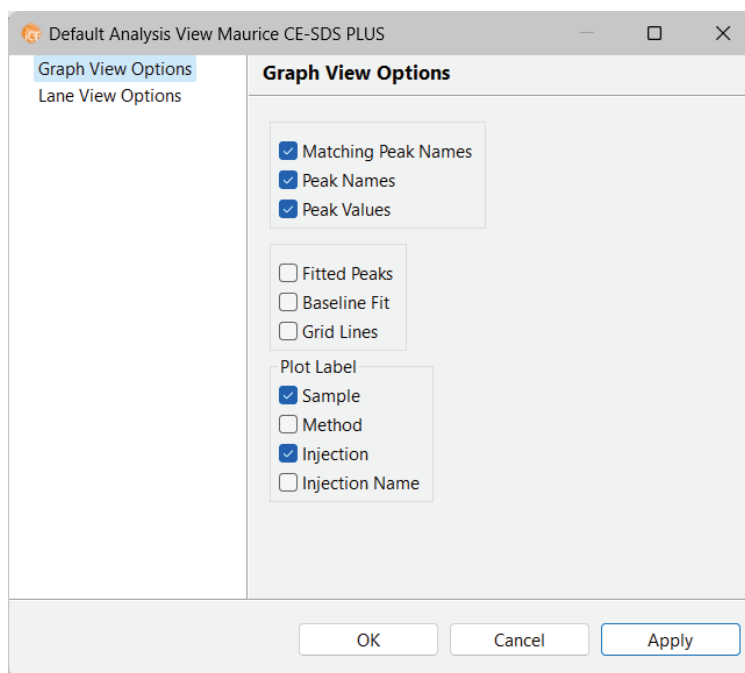 Default Analysis View Maurice CE-SDS PLUS
Graph View Options
Lane View Options
Graph View Options
Matching Peak Names
Peak Names
Peak Values
Fitted Peaks
Baseline Fit
Grid Lines
Plot Label
Sample
Method
Injection
Injection Name
OK Cancel Apply